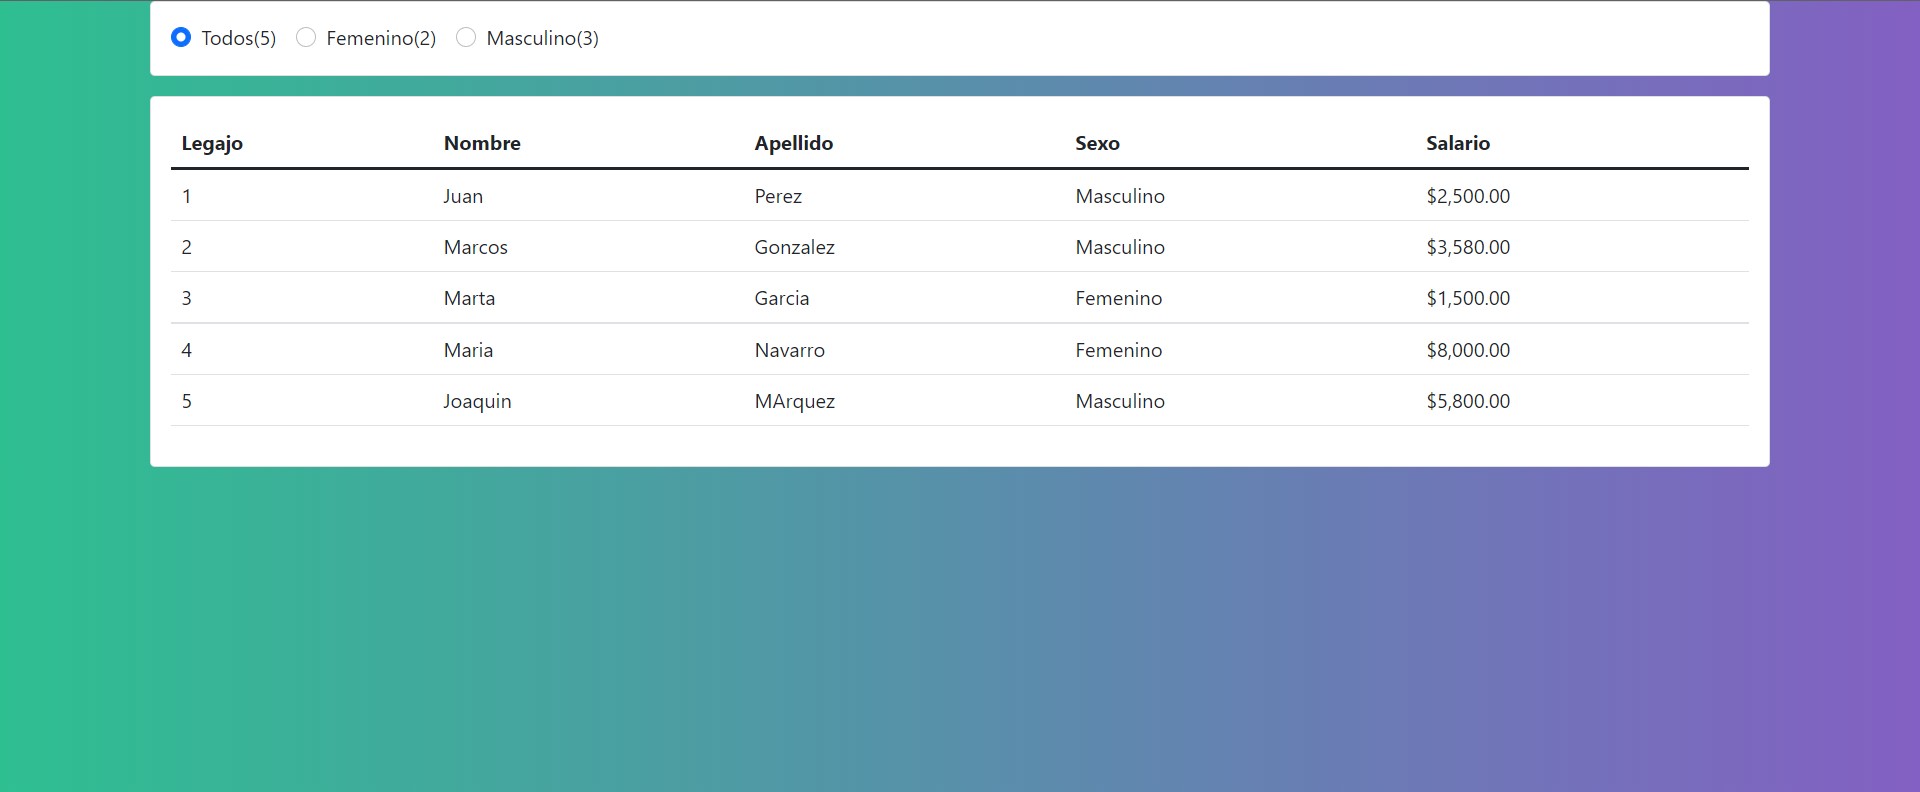 Todos(5) Femenino(2) Masculino(3)
Legajo Nombre Apellido Sexo Salario
1 Juan Perez Masculino $2,500.00
2 Marcos Gonzalez Masculino $3,580.00
3 Marta Garcia Femenino $1,500.00
4 Maria Navarro Femenino $8,000.00
5 Joaquin MArquez Masculino $5,800.00